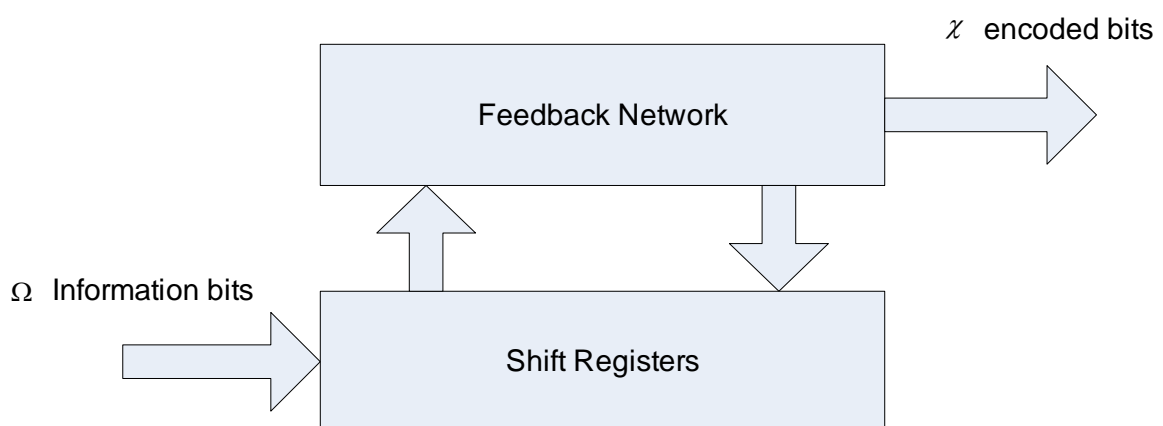 χ encoded bits
Feedback Network
Ω Information bits
Shift Registers